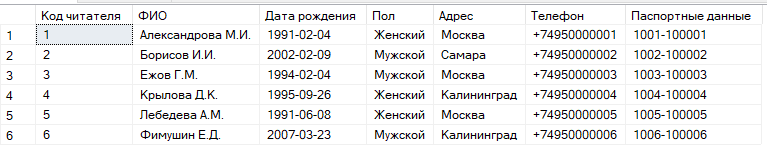 Код читателя ФИО Дата рождения Пол Адрес Телефон Паспортные данные
1 1 Александрова М.И. 1991-02-04 Женский Москва +74950000001 1001-100001
2 2 Борисов И.И. 2002-02-09 Мужской Самара +74950000002 1002-100002
3 3 Ежов Г.М. 1994-02-04 Мужской Москва +74950000003 1003-100003
4 4 Крылова Д.К. 1995-09-26 Женский Калининград +74950000004 1004-100004
5 5 Лебедева А.М. 1991-06-08 Женский Москва +74950000005 1005-100005
6 6 Фимушин Е.Д. 2007-03-23 Мужской Калининград +74950000006 1006-100006